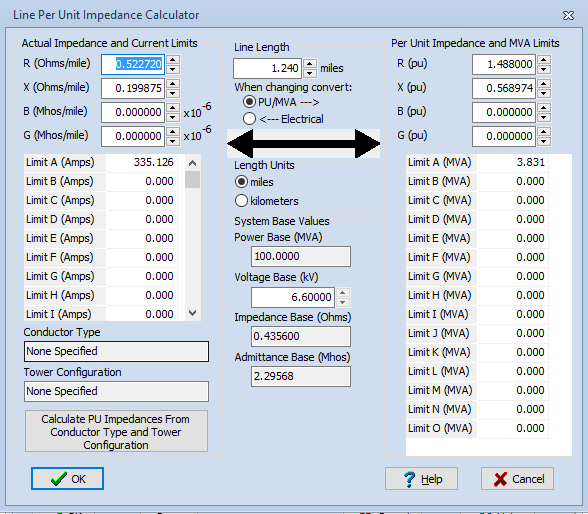 Line Per Unit Impedance Calculator
Actual Impedance and Current Limits
R (Ohms/mile) 0.522720
X (Ohms/mile) 0.199875
B (Mhos/mile) 0.000000 x10-6
G (Mhos/mile) 0.000000 x10-6
Limit A (Amps) 335.126
Limit B (Amps) 0.000
Limit C (Amps) 0.000
Limit D (Amps) 0.000
Limit E (Amps) 0.000
Limit F (Amps) 0.000
Limit G (Amps) 0.000
Limit H (Amps) 0.000
Limit I (Amps) 0.000
Conductor Type
None Specified
Tower Configuration
None Specified
Calculate PU Impedances From
Conductor Type and Tower
Configuration
Line Length
1.240 miles
When changing convert:
PU/MVA --->
<--- Electrical
Length Units
miles
kilometers
System Base Values
Power Base (MVA)
100.0000
Voltage Base (kV)
6.60000
Impedance Base (Ohms)
0.435600
Admittance Base (Mhos)
2.29568
Per Unit Impedance and MVA Limits
R (pu) 1.488000
X (pu) 0.568974
B (pu) 0.000000
G (pu) 0.000000
Limit A (MVA) 3.831
Limit B (MVA) 0.000
Limit C (MVA) 0.000
Limit D (MVA) 0.000
Limit E (MVA) 0.000
Limit F (MVA) 0.000
Limit G (MVA) 0.000
Limit H (MVA) 0.000
Limit I (MVA) 0.000
Limit J (MVA) 0.000
Limit K (MVA) 0.000
Limit L (MVA) 0.000
Limit M (MVA) 0.000
Limit N (MVA) 0.000
Limit O (MVA) 0.000
OK
? Help
Cancel